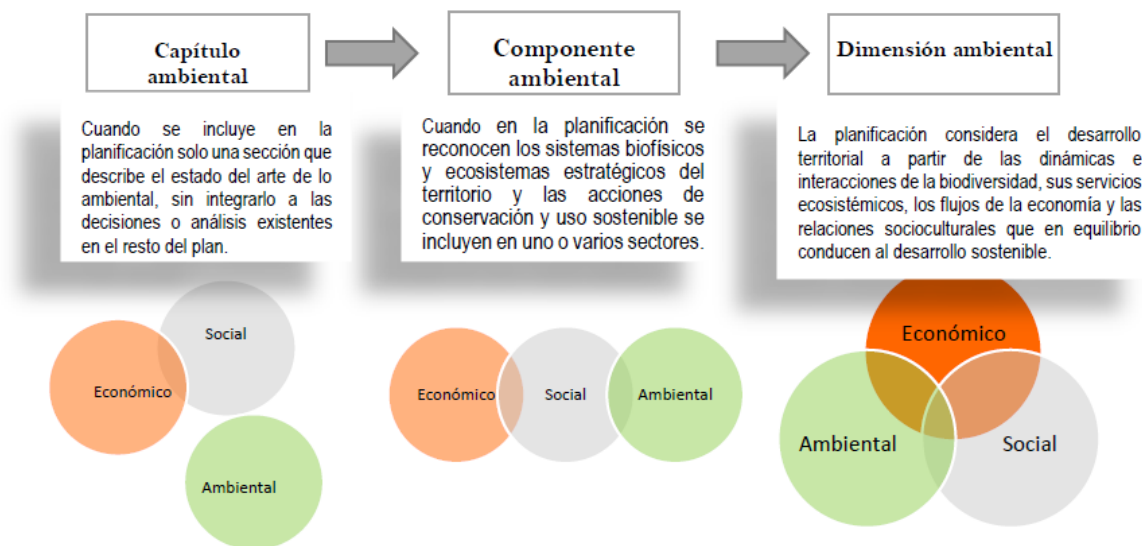 Capítulo
ambiental
Cuando se incluye en la
planificación solo una sección que
describe el estado del arte de lo
ambiental, sin integrarlo a las
decisiones o análisis existentes
en el resto del plan.
Social
Económico
Ambiental
Componente
ambiental
Cuando en la planificación se
reconocen los sistemas biofísicos
y ecosistemas estratégicos del
territorio y las acciones de
conservación y uso sostenible se
incluyen en uno o varios sectores.
Económico
Social
Ambiental
Dimensión ambiental
La planificación considera el desarrollo
territorial a partir de las dinámicas e
interacciones de la biodiversidad, sus servicios
ecosistémicos, los flujos de la economía y las
relaciones socioculturales que en equilibrio
conducen al desarrollo sostenible.
Económico
Ambiental
Social